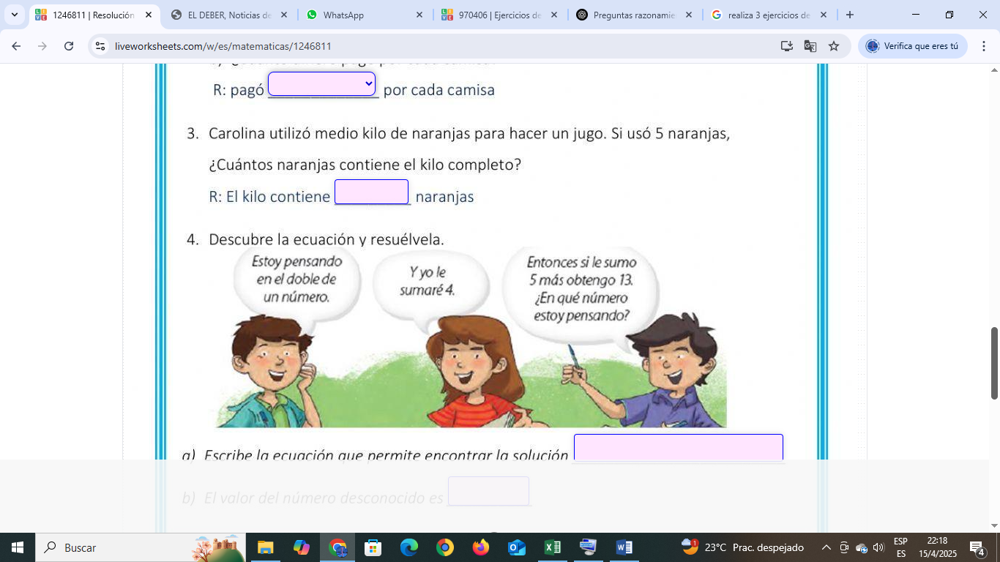 1246811 | Resolución
EL DEBER, Noticias de
WhatsApp
970406 | Ejercicios de
Preguntas razonamie
realiza 3 ejercicios de
liveworksheets.com/w/es/matematicas/1246811
Verifica que eres tú
R: pagó
por cada camisa
3. Carolina utilizó medio kilo de naranjas para hacer un jugo. Si usó 5 naranjas,
¿Cuántos naranjas contiene el kilo completo?
R: El kilo contiene
naranjas
4. Descubre la ecuación y resuélvela.
Estoy pensando
en el doble de
un número.
Y yo le
sumaré 4.
Entonces si le sumo
5 más obtengo 13.
¿En qué número
estoy pensando?
a) Escribe la ecuación que permite encontrar la solución
b) El valor del número desconocido es
Buscar
23°C Prac. despejado
ESP
ES
22:18
15/4/2025